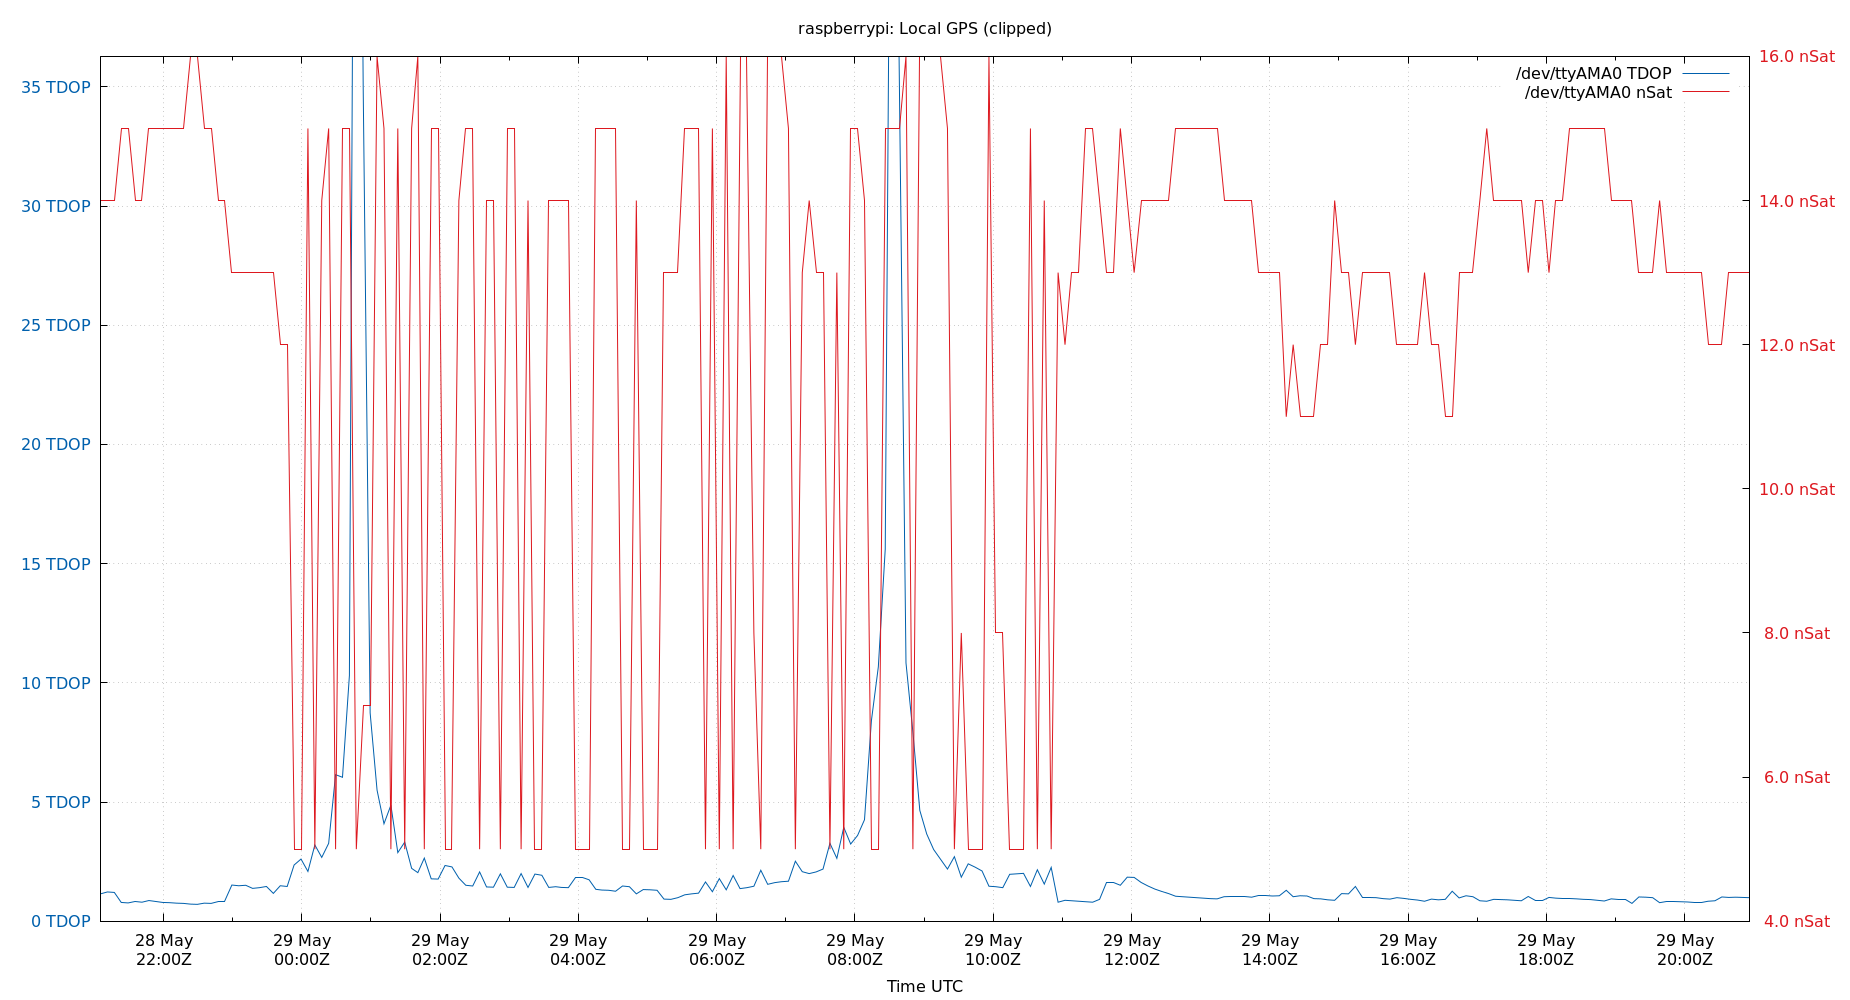 raspberrypi: Local GPS (clipped)
/dev/ttyAMA0 TDOP
/dev/ttyAMA0 nSat
35 TDOP
30 TDOP
25 TDOP
20 TDOP
15 TDOP
10 TDOP
5 TDOP
0 TDOP
16.0 nSat
14.0 nSat
12.0 nSat
10.0 nSat
8.0 nSat
6.0 nSat
4.0 nSat
28 May
22:00Z
29 May
00:00Z
29 May
02:00Z
29 May
04:00Z
29 May
06:00Z
29 May
08:00Z
29 May
10:00Z
29 May
12:00Z
29 May
14:00Z
29 May
16:00Z
29 May
18:00Z
29 May
20:00Z
Time UTC